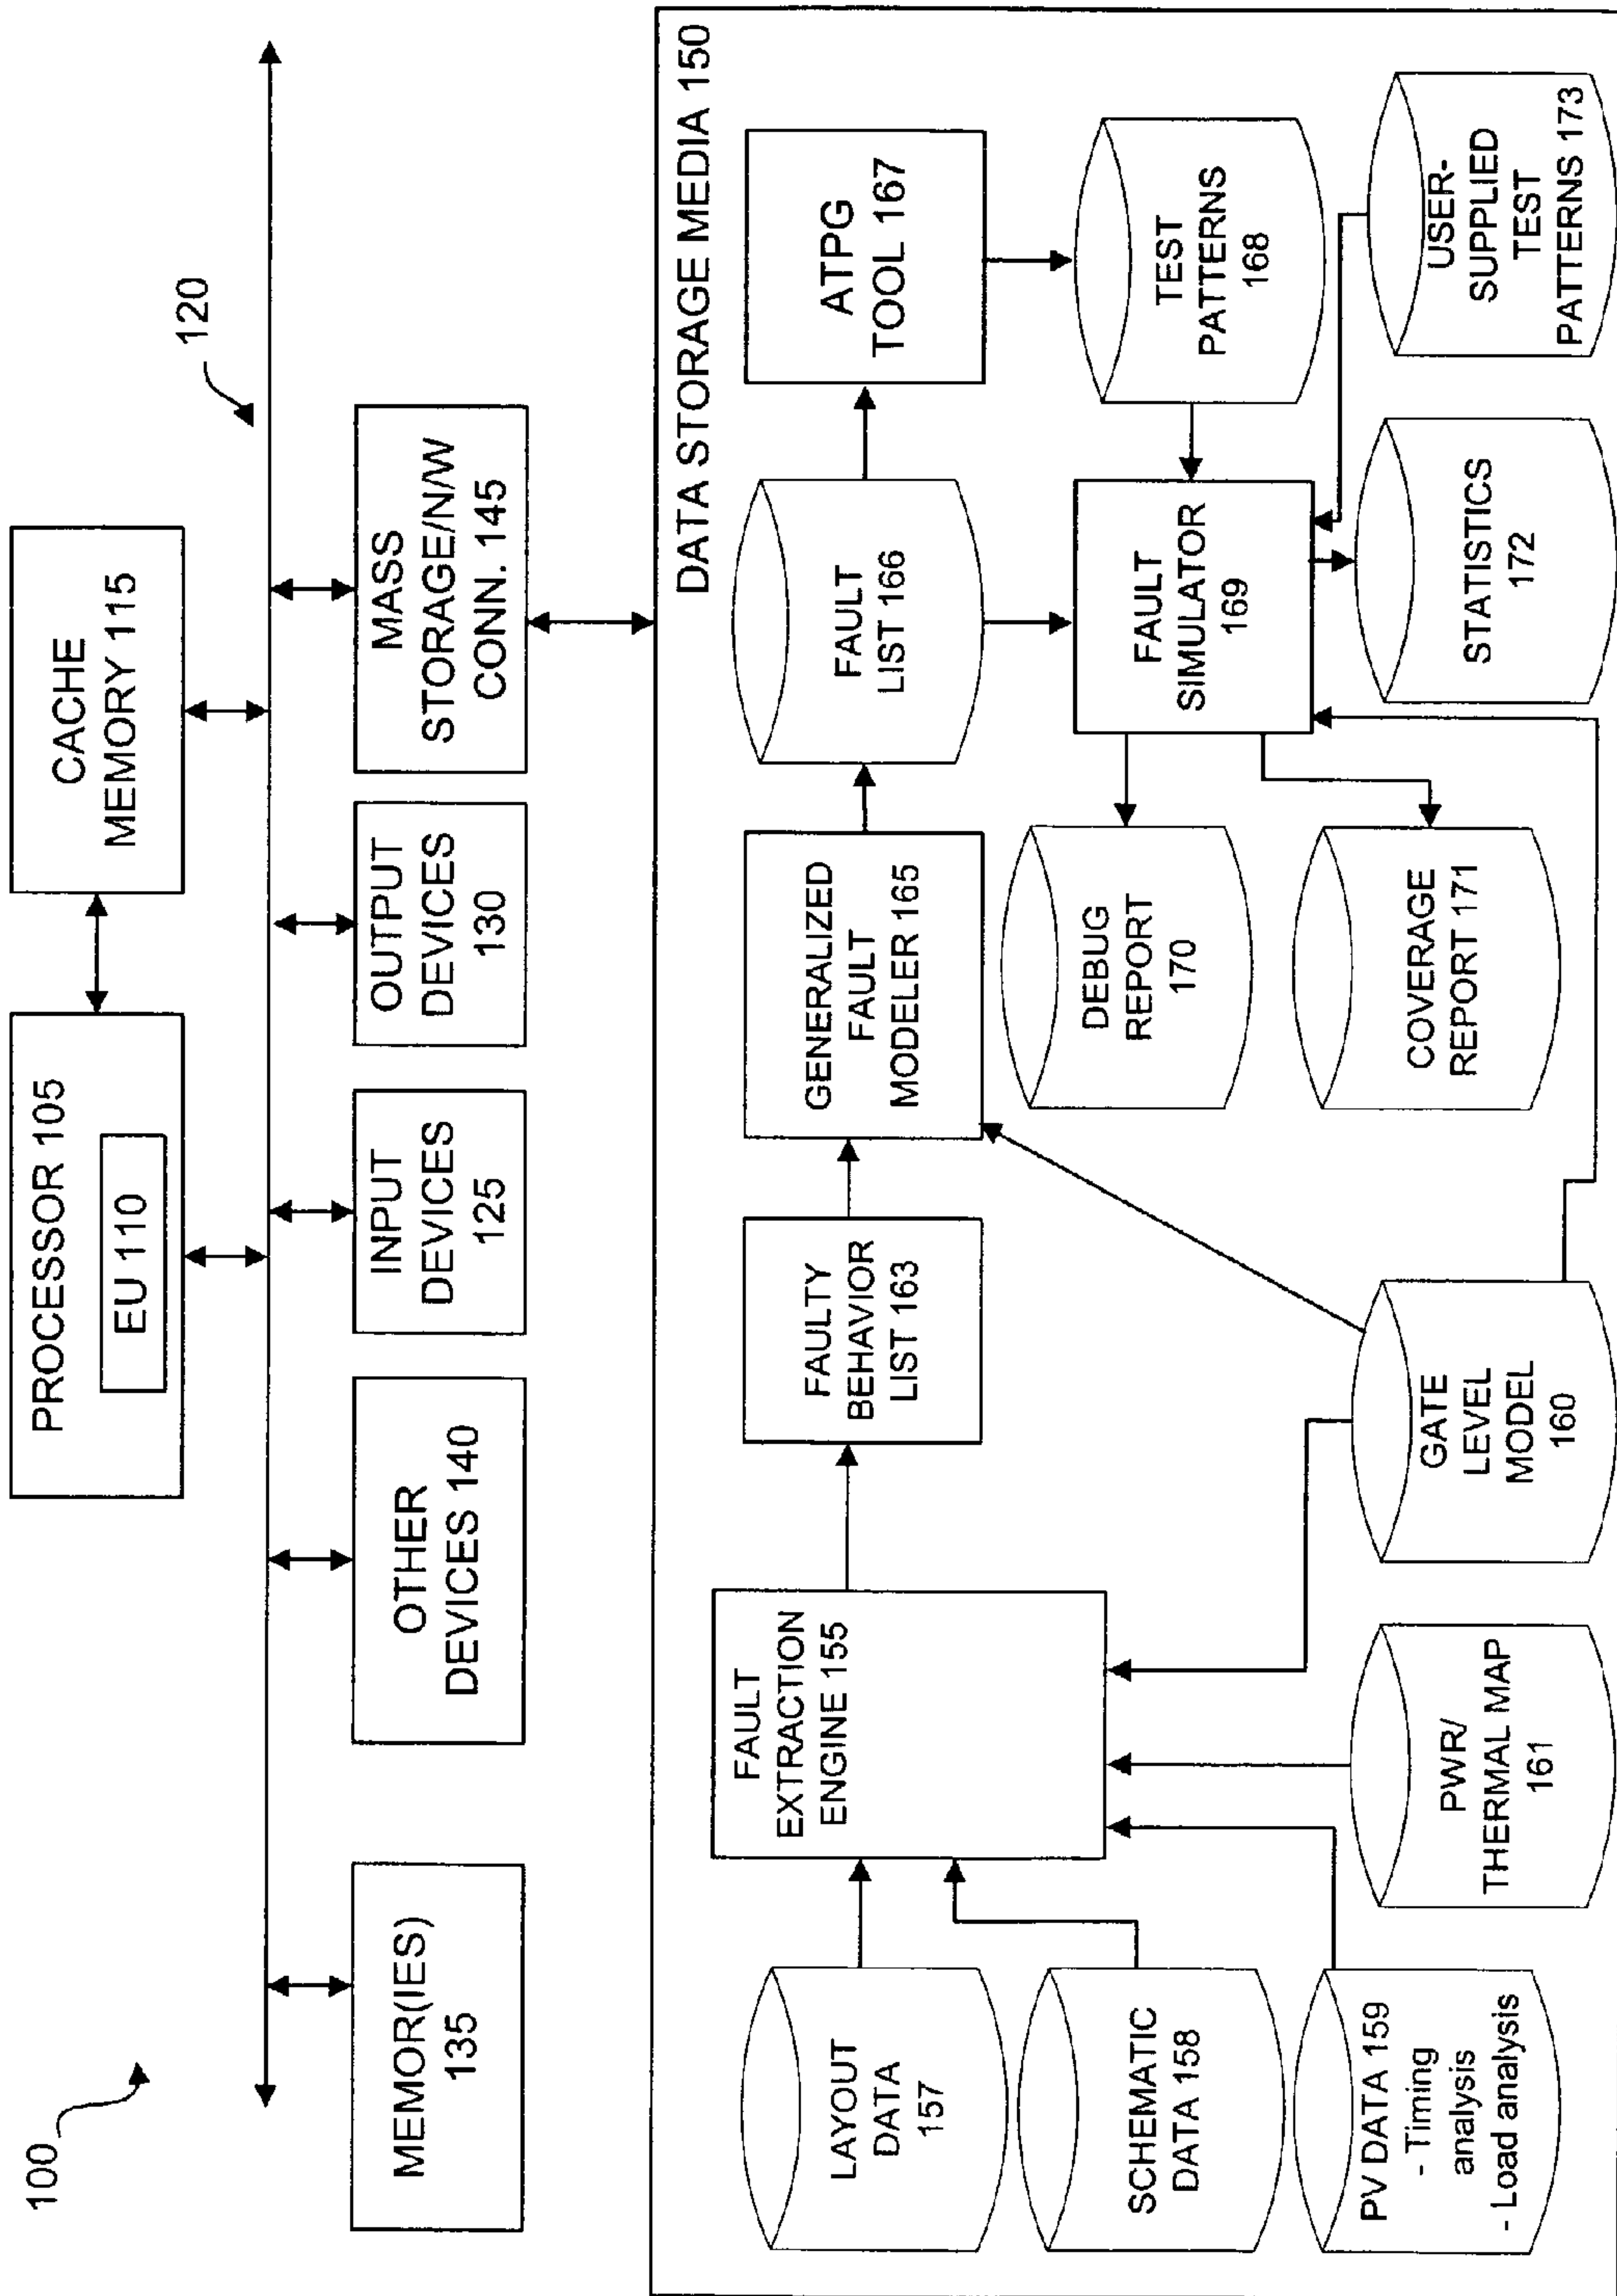 100
PROCESSOR 105
EU 110
CACHE
MEMORY 115
120
MEMOR(IES)
135
OTHER
DEVICES 140
INPUT
DEVICES
125
OUTPUT
DEVICES
130
MASS
STORAGE/N/W
CONN. 145
DATA STORAGE MEDIA 150
LAYOUT
DATA
157
SCHEMATIC
DATA 158
PV DATA 159
- Timing
analysis
- Load analysis
FAULT
EXTRACTION
ENGINE 155
PWR/
THERMAL MAP
161
GATE
LEVEL
MODEL
160
FAULTY
BEHAVIOR
LIST 163
GENERALIZED
FAULT
MODELER 165
DEBUG
REPORT
170
COVERAGE
REPORT 171
FAULT
LIST 166
FAULT
SIMULATOR
169
STATISTICS
172
ATPG
TOOL 167
TEST
PATTERNS
168
USER-
SUPPLIED
TEST
PATTERNS 173